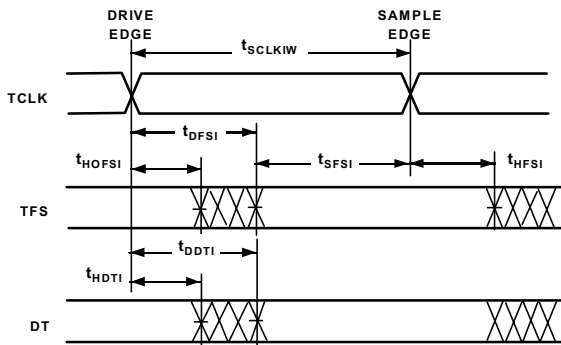 DRIVE EDGE
SAMPLE EDGE
tSCLKIW
TCLK
tDFSI
tHOFSI
tSFSI
tHFSI
TFS
tDDTI
tHDTI
DT